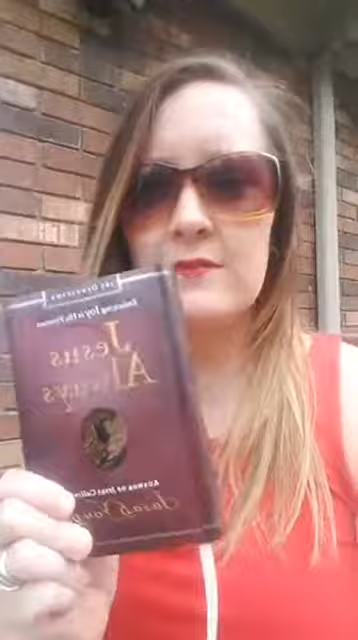 365 Devotions
Embracing Joy in His Presence
Jesus
Always
Author of Jesus Calling
Sarah Young